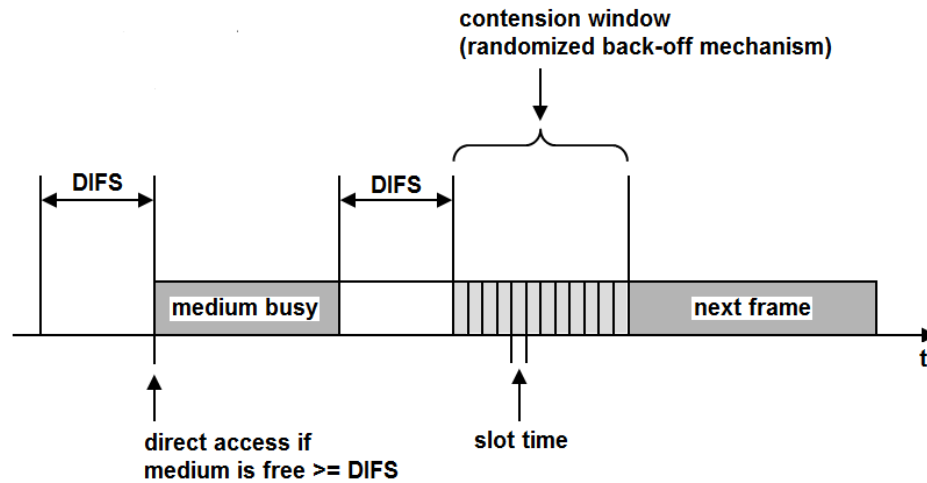 contension window
(randomized back-off mechanism)
DIFS
DIFS
medium busy
next frame
t
direct access if
medium is free >= DIFS
slot time